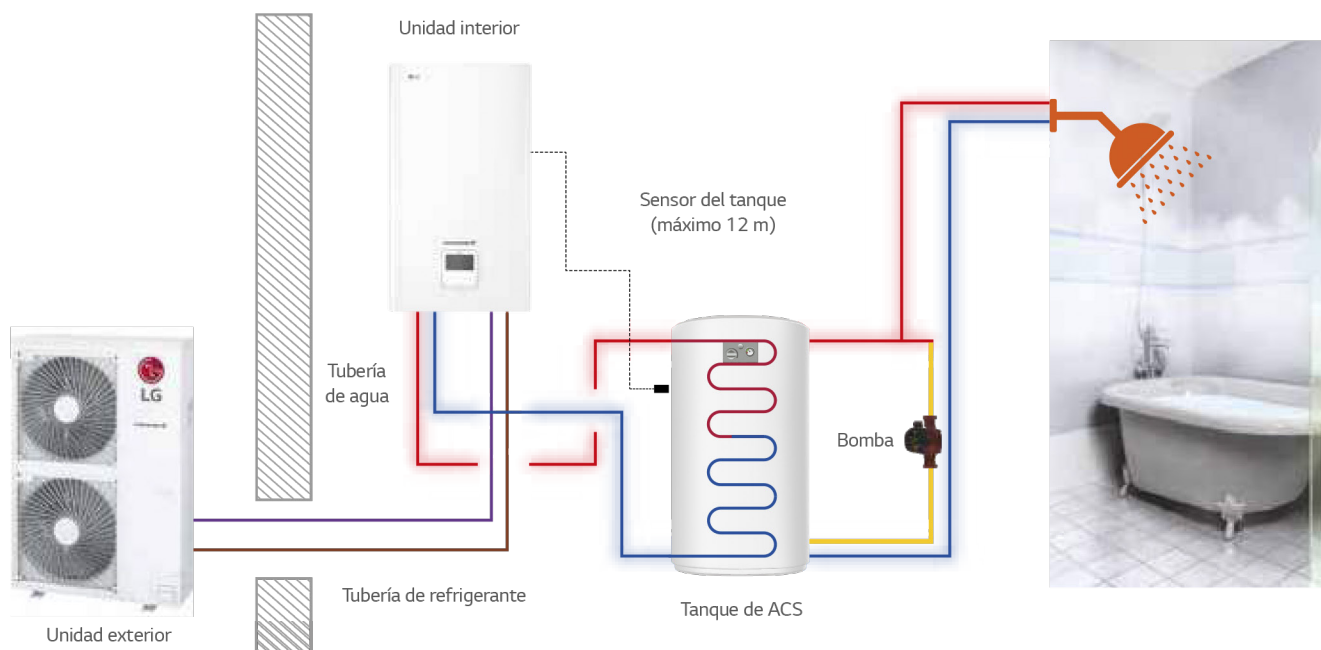 Unidad interior
Sensor del tanque
(máximo 12 m)
Tubería
de agua
LG
Bomba
Tubería de refrigerante
Tanque de ACS
Unidad exterior